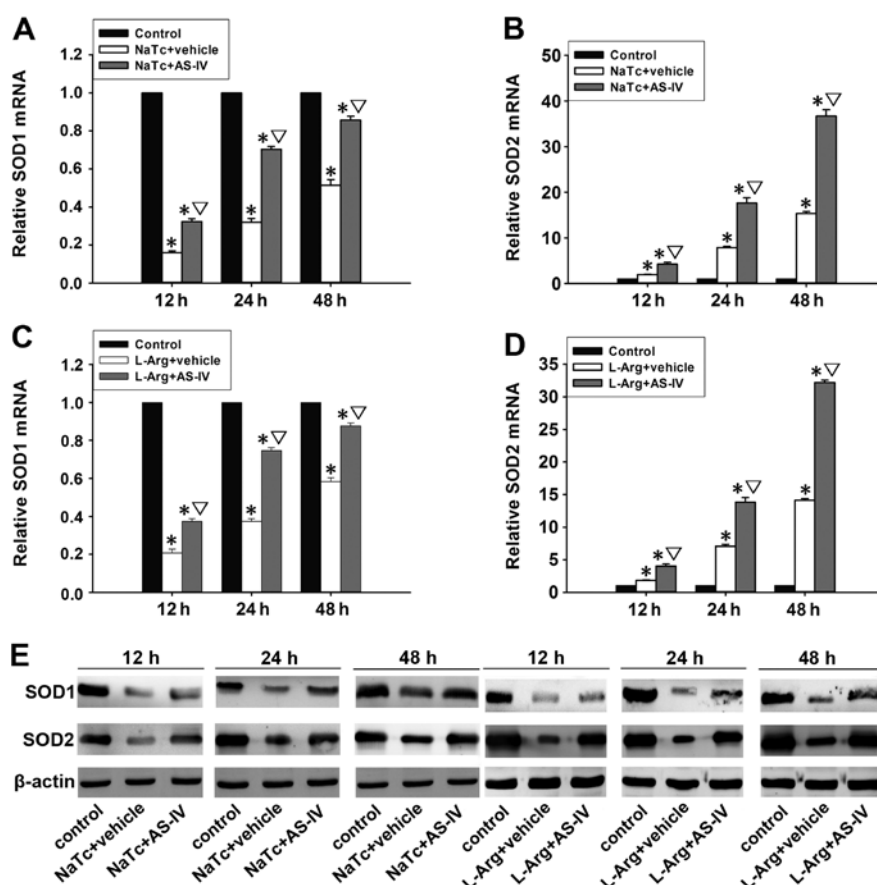 A
Relative SOD1 mRNA
1.2
1.0
0.8
0.6
0.4
0.2
0.0
Control
NaTc+vehicle
NaTc+AS-IV
* *▽ * *▽ * *▽
12 h 24 h 48 h
B
Relative SOD2 mRNA
50
40
30
20
10
0
Control
NaTc+vehicle
NaTc+AS-IV
* *▽ * *▽ * *▽
12 h 24 h 48 h
C
Relative SOD1 mRNA
1.2
1.0
0.8
0.6
0.4
0.2
0.0
Control
L-Arg+vehicle
L-Arg+AS-IV
* *▽ * *▽ * *▽
12 h 24 h 48 h
D
Relative SOD2 mRNA
35
30
25
20
15
10
5
0
Control
L-Arg+vehicle
L-Arg+AS-IV
* *▽ * *▽ * *▽
12 h 24 h 48 h
E
12 h 24 h 48 h 12 h 24 h 48 h
SOD1
SOD2
β-actin
control
NaTc+vehicle
NaTc+AS-IV
control
NaTc+vehicle
NaTc+AS-IV
control
NaTc+vehicle
NaTc+AS-IV
control
L-Arg+vehicle
L-Arg+AS-IV
control
L-Arg+vehicle
L-Arg+AS-IV
control
L-Arg+vehicle
L-Arg+AS-IV